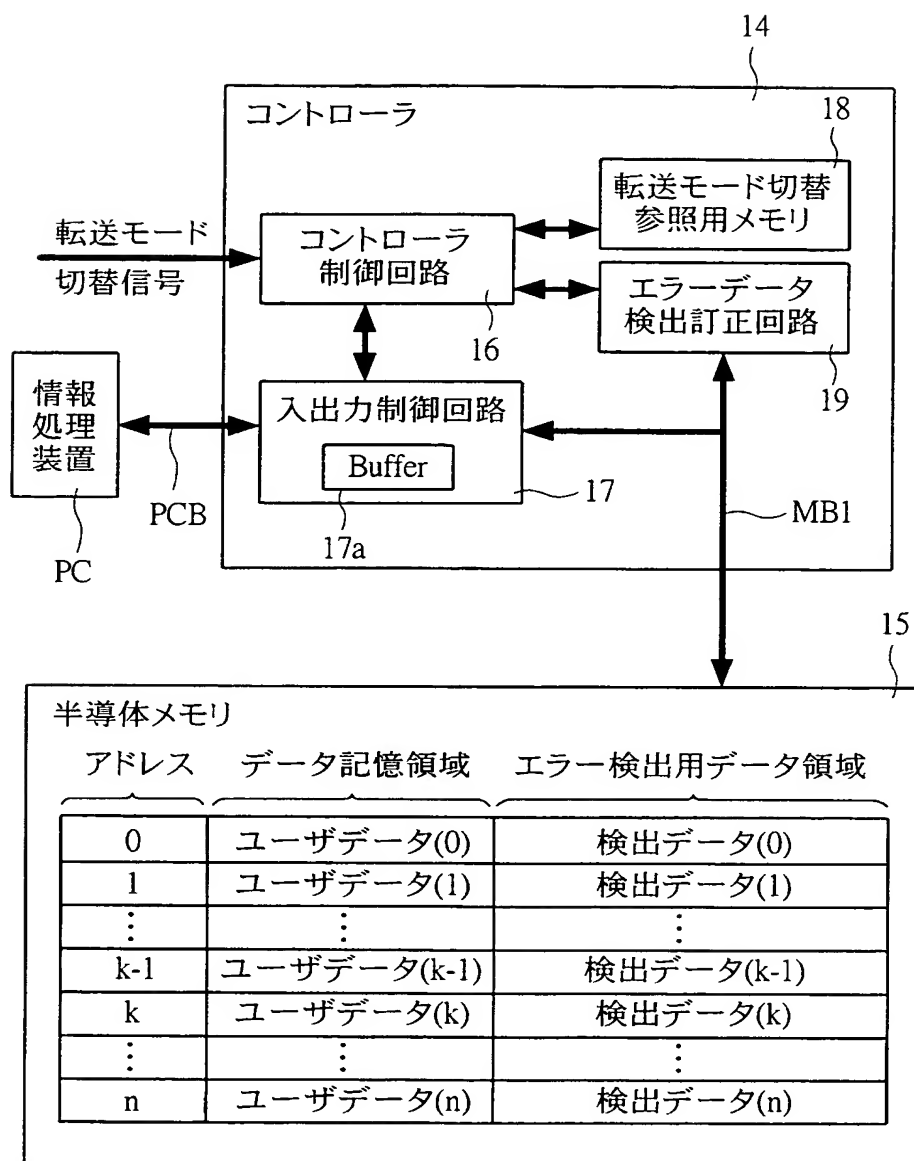 14
コントローラ
18
転送モード切替
参照用メモリ
転送モード
切替信号
コントローラ
制御回路
エラーデータ
検出訂正回路
16
19
情報
処理
装置
入出力制御回路
Buffer
PCB
17a
17
MB1
PC
15
半導体メモリ
アドレス データ記憶領域 エラー検出用データ領域
0 ユーザデータ(0) 検出データ(0)
1 ユーザデータ(1) 検出データ(1)
⋮ ⋮ ⋮
k-1 ユーザデータ(k-1) 検出データ(k-1)
k ユーザデータ(k) 検出データ(k)
⋮ ⋮ ⋮
n ユーザデータ(n) 検出データ(n)